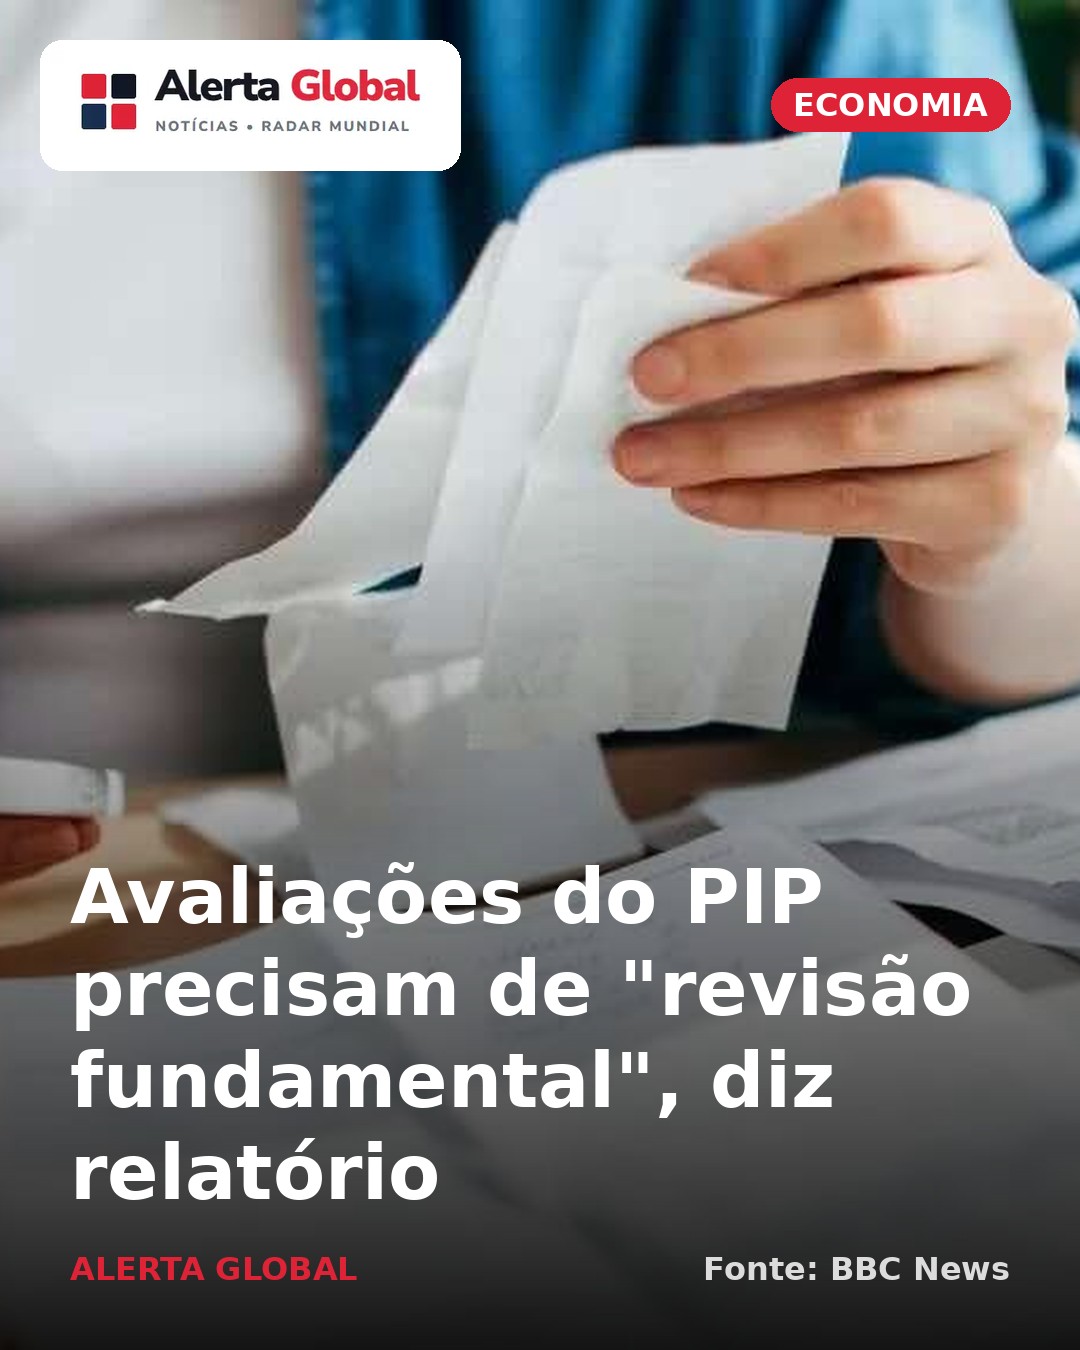 Alerta Global
NOTÍCIAS • RADAR MUNDIAL
ECONOMIA
Avaliações do PIP
precisam de "revisão
fundamental", diz
relatório
ALERTA GLOBAL
Fonte: BBC News